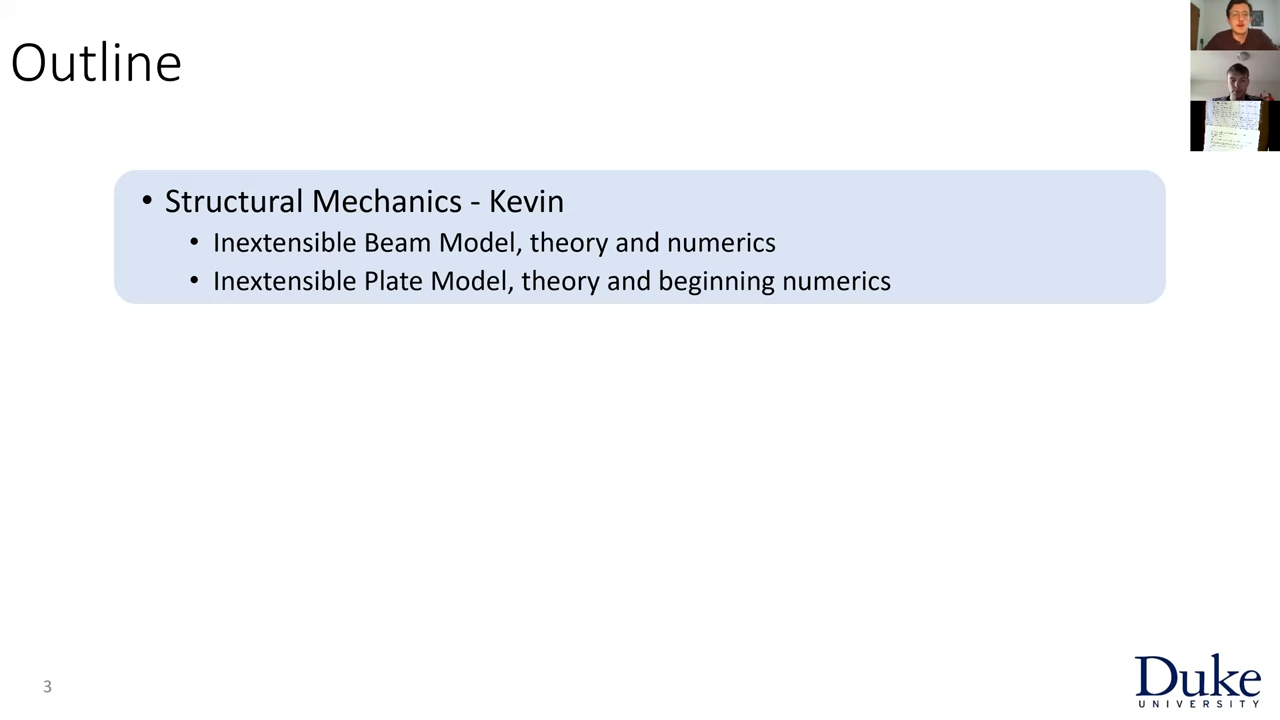 Outline
• Structural Mechanics - Kevin
• Inextensible Beam Model, theory and numerics
• Inextensible Plate Model, theory and beginning numerics
3
Duke
UNIVERSITY